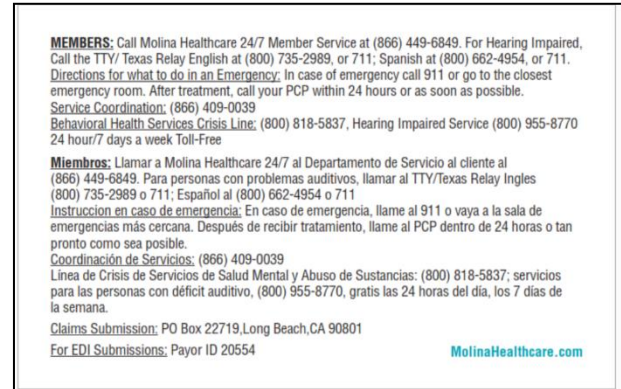 MEMBERS: Call Molina Healthcare 24/7 Member Service at (866) 449-6849. For Hearing Impaired,
Call the TTY/ Texas Relay English at (800) 735-2989, or 711; Spanish at (800) 662-4954, or 711.
Directions for what to do in an Emergency: In case of emergency call 911 or go to the closest
emergency room. After treatment, call your PCP within 24 hours or as soon as possible.
Service Coordination: (866) 409-0039
Behavioral Health Services Crisis Line: (800) 818-5837, Hearing Impaired Service (800) 955-8770
24 hour/7 days a week Toll-Free
Miembros: Llamar a Molina Healthcare 24/7 al Departamento de Servicio al cliente al
(866) 449-6849. Para personas con problemas auditivos, llamar al TTY/Texas Relay Ingles
(800) 735-2989 o 711; Español al (800) 662-4954 o 711
Instruccion en caso de emergencia: En caso de emergencia, llame al 911 o vaya a la sala de
emergencias más cercana. Después de recibir tratamiento, llame al PCP dentro de 24 horas o tan
pronto como sea posible.
Coordinación de Servicios: (866) 409-0039
Línea de Crisis de Servicios de Salud Mental y Abuso de Sustancias: (800) 818-5837; servicios
para las personas con déficit auditivo, (800) 955-8770, gratis las 24 horas del día, los 7 días de
la semana.
Claims Submission: PO Box 22719,Long Beach,CA 90801
For EDI Submissions: Payor ID 20554 MolinaHealthcare.com